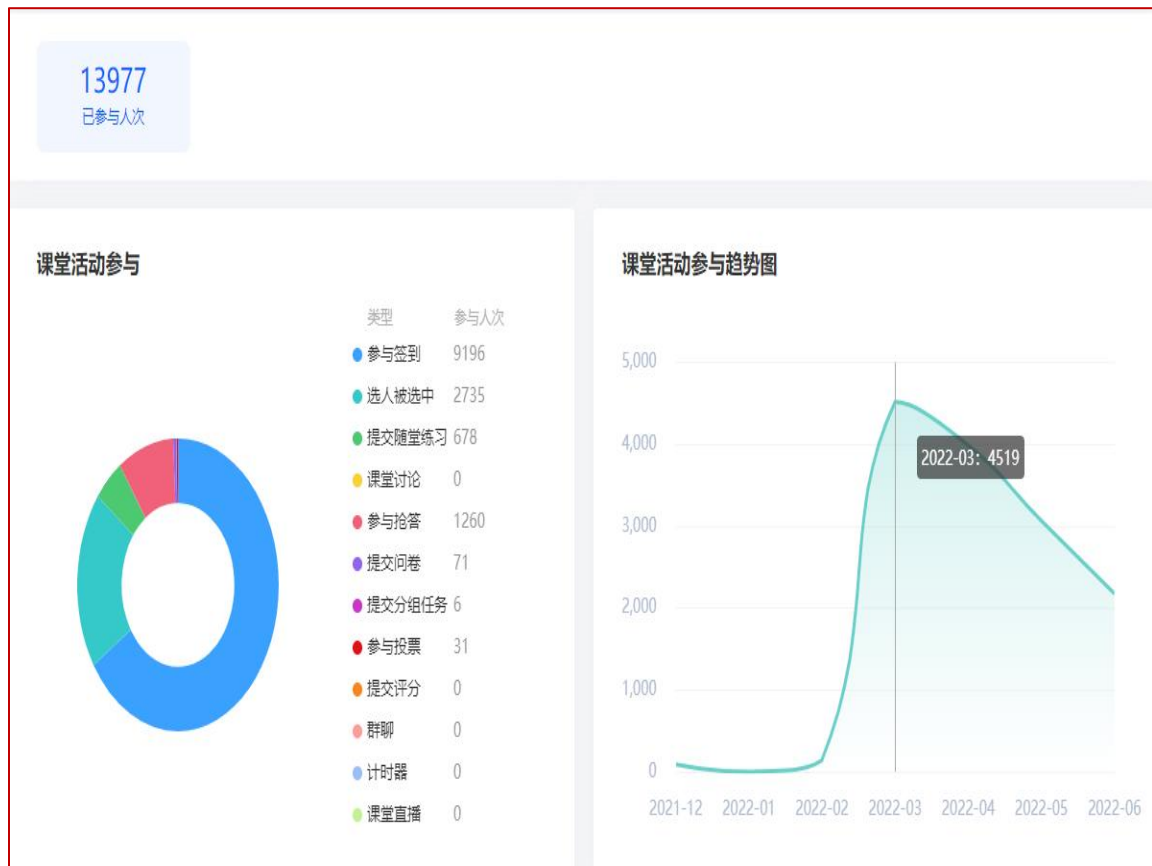 13977
已参与人次
课堂活动参与
类型 参与人次
参与签到 9196
选人被选中 2735
提交随堂练习 678
课堂讨论 0
参与抢答 1260
提交问卷 71
提交分组任务 6
参与投票 31
提交评分 0
群聊 0
计时器 0
课堂直播 0
课堂活动参与趋势图
5,000
4,000
2022-03: 4519
3,000
2,000
1,000
0
2021-12 2022-01 2022-02 2022-03 2022-04 2022-05 2022-06